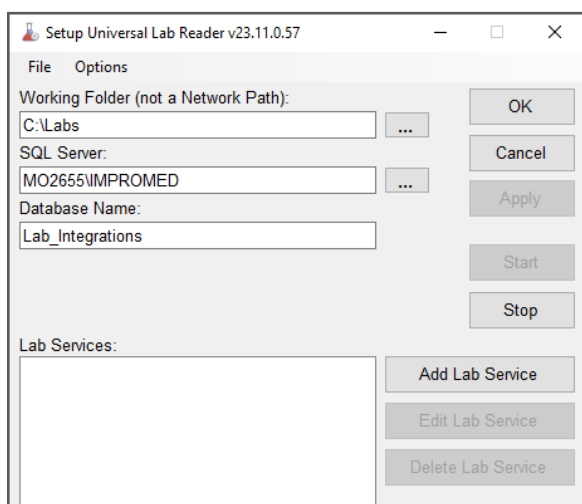 Setup Universal Lab Reader v23.11.0.57
File Options
Working Folder (not a Network Path):
C:\Labs
...
OK
SQL Server:
Cancel
MO2655\IMPROMED
...
Apply
Database Name:
Lab_Integrations
Start
Stop
Lab Services:
Add Lab Service
Edit Lab Service
Delete Lab Service